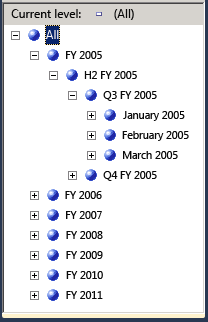 Current level: (All)
All
FY 2005
H2 FY 2005
Q3 FY 2005
January 2005
February 2005
March 2005
Q4 FY 2005
FY 2006
FY 2007
FY 2008
FY 2009
FY 2010
FY 2011